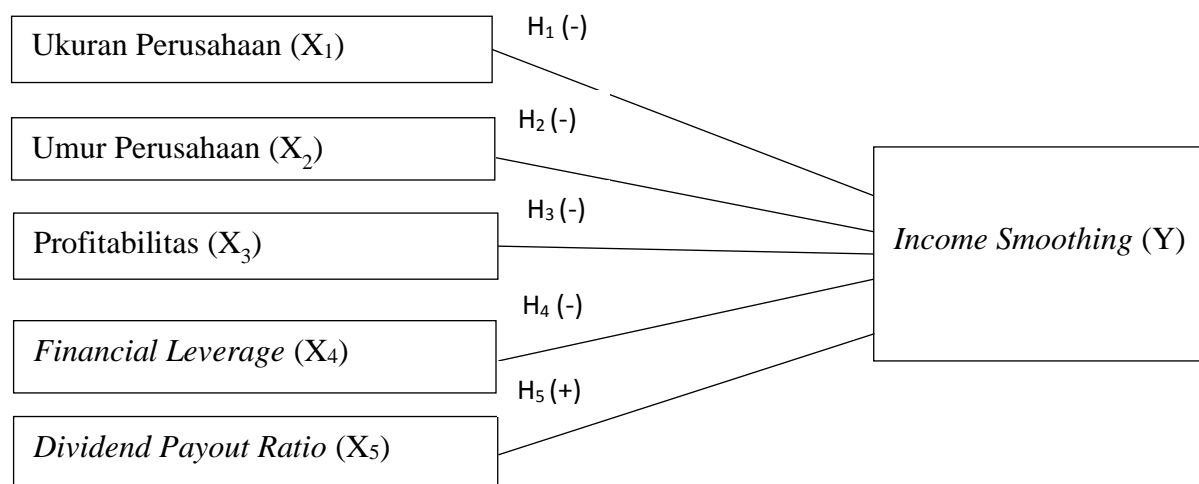 Ukuran Perusahaan (X₁)
H₁ (-)
Umur Perusahaan (X₂)
H₂ (-)
Profitabilitas (X₃)
H₃ (-)
Financial Leverage (X₄)
H₄ (-)
Dividend Payout Ratio (X₅)
H₅ (+)
Income Smoothing (Y)